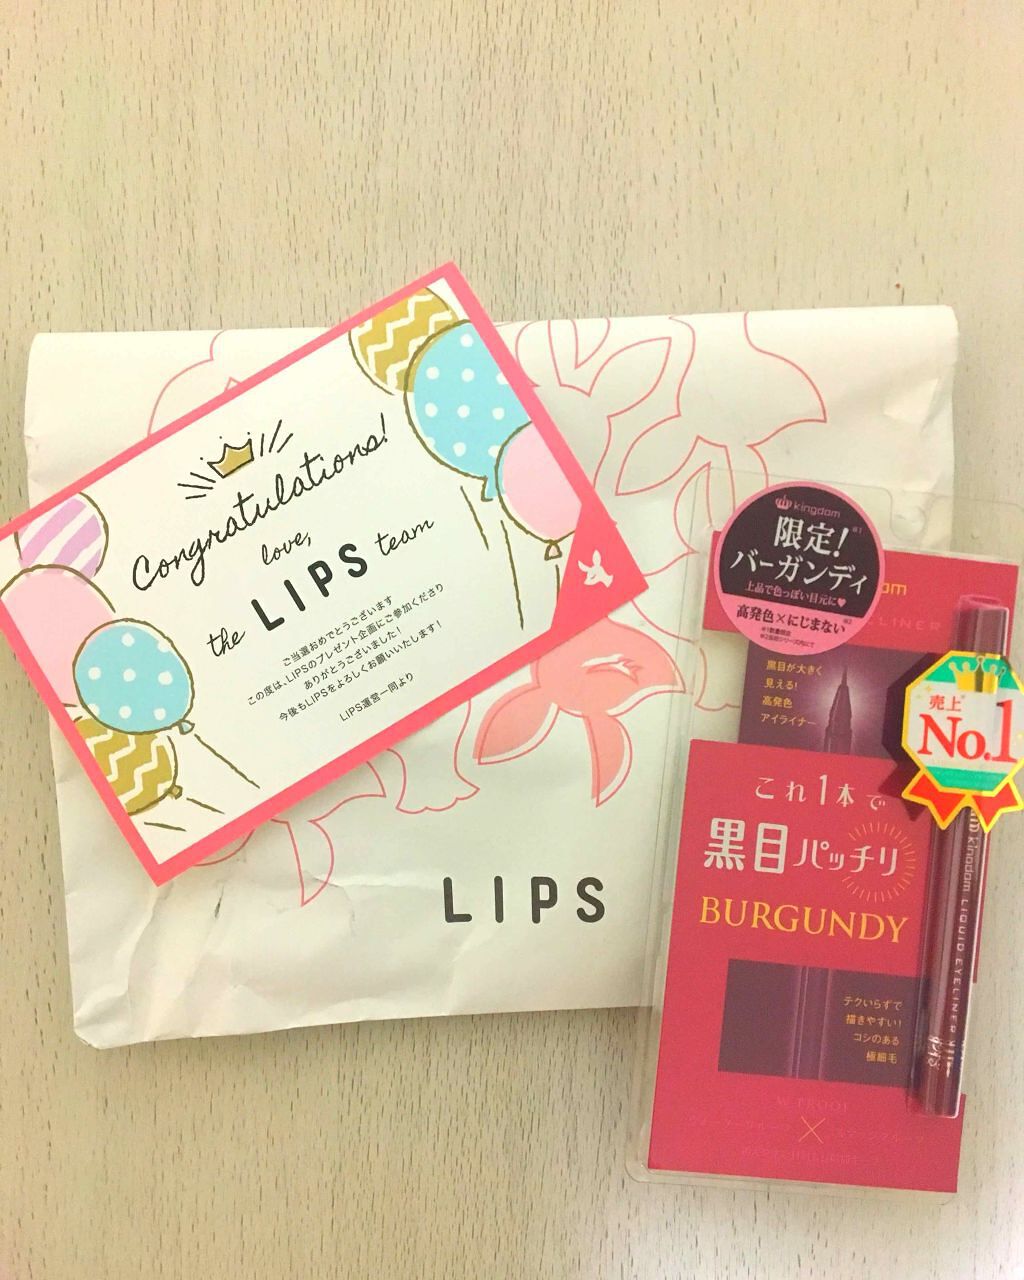 Congratulations!
love,
the LIPS team
ご当選おめでとうございます
この度は、LIPSのプレゼント企画にご参加くださり
ありがとうございました!
今後もLIPSをよろしくお願いいたします!
LIPS運営一同より
LIPS
kingdom
限定!
バーガンディ
上品で色っぽい目元に♥
高発色×にじまない
黒目が大きく
見える!
高発色
アイライナー
売上
No.1
これ1本で
黒目パッチリ
BURGUNDY
テクいらずで
描きやすい!
コシのある
極細毛
kingdom LIQUID EYELINER